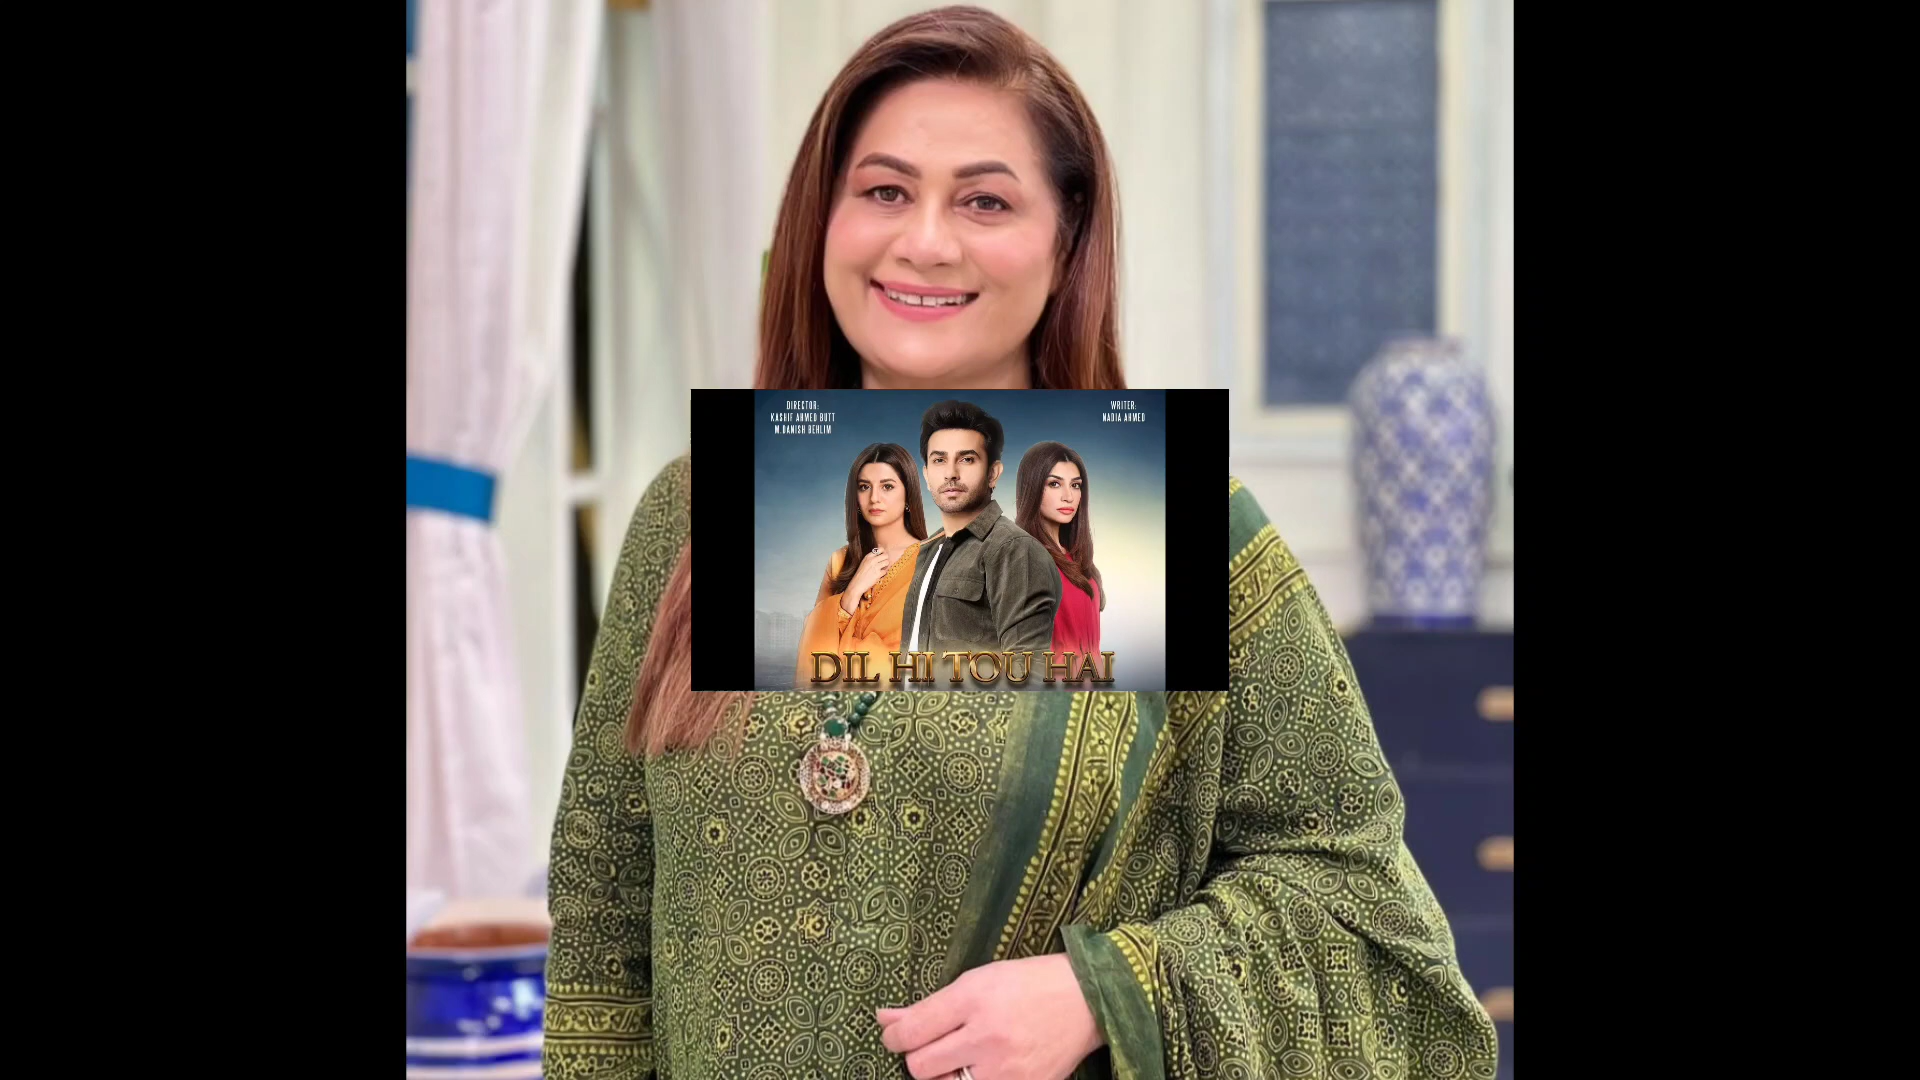 DIRECTOR:
KASHIF AHMED BUTT
M.DANISH BEHLIM
WRITER:
NADIA AHMED
DIL HI TOU HAI